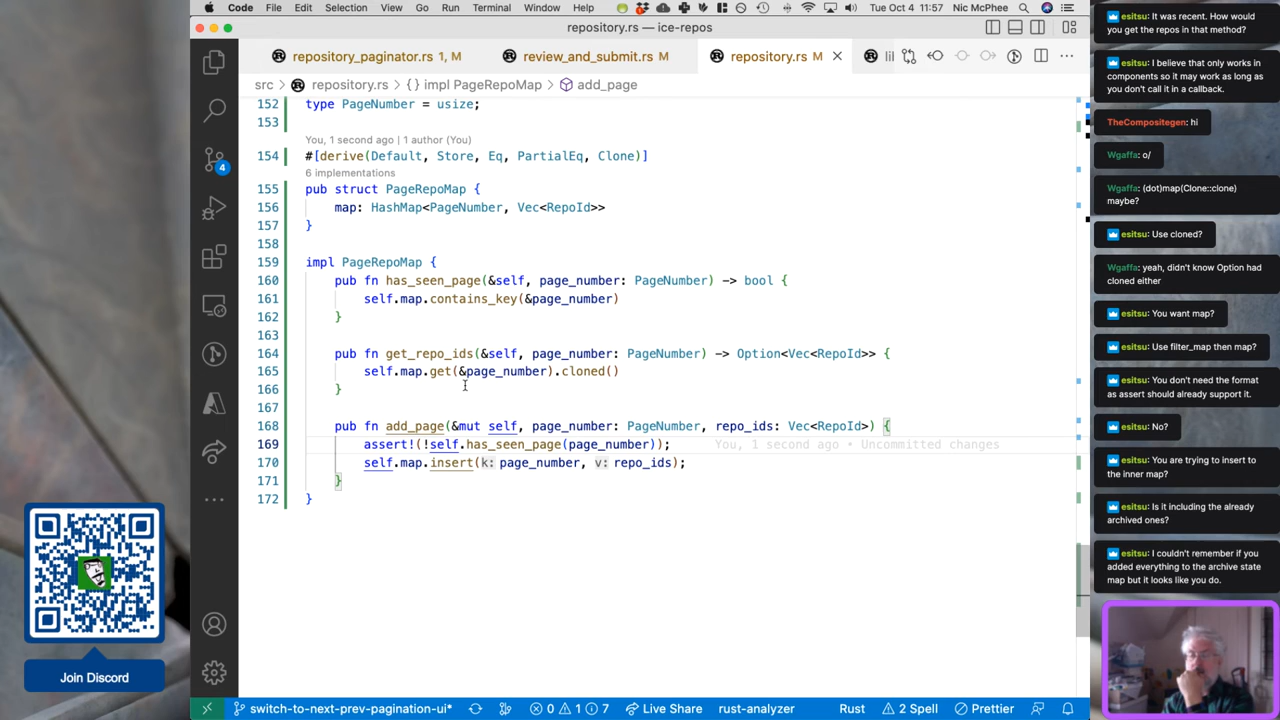 Code File Edit Selection View Go Run Terminal Window Help Tue Oct 4 11:57 Nic McPhee
repository.rs — ice-repos
repository_paginator.rs 1, M review_and_submit.rs M repository.rs M lil
src > repository.rs > {} impl PageRepoMap > add_page
152 type PageNumber = usize;
153
You, 1 second ago | 1 author (You)
154 #[derive(Default, Store, Eq, PartialEq, Clone)]
6 implementations
155 pub struct PageRepoMap {
156 map: HashMap<PageNumber, Vec<RepoId>>
157 }
158
159 impl PageRepoMap {
160 pub fn has_seen_page(&self, page_number: PageNumber) -> bool {
161 self.map.contains_key(&page_number)
162 }
163
164 pub fn get_repo_ids(&self, page_number: PageNumber) -> Option<Vec<RepoId>> {
165 self.map.get(&page_number).cloned()
166 }
167
168 pub fn add_page(&mut self, page_number: PageNumber, repo_ids: Vec<RepoId>) {
169 assert!(!self.has_seen_page(page_number)); You, 1 second ago • Uncommitted changes
170 self.map.insert(k: page_number, v: repo_ids);
171 }
172 }
4
Join Discord
switch-to-next-prev-pagination-ui* 0 1 7 Live Share rust-analyzer Rust 2 Spell Prettier
esitsu: It was recent. How would
you get the repos in that method?
esitsu: I believe that only works in
components so it may work as long as
you don't call it in a callback.
TheCompositegen: hi
Wgaffa: o/
Wgaffa: (dot)map(Clone::clone)
maybe?
esitsu: Use cloned?
Wgaffa: yeah, didn't know Option had
cloned either
esitsu: You want map?
esitsu: Use filter_map then map?
esitsu: You don't need the format
as assert should already support it.
esitsu: No?
esitsu: You are trying to insert to
the inner map?
esitsu: Is it including the already
archived ones?
esitsu: I couldn't remember if you
added everything to the archive state
map but it looks like you do.